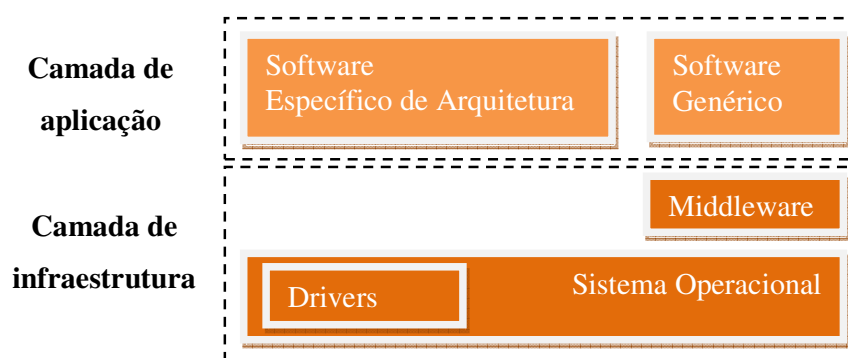 Camada de
aplicação
Software
Específico de Arquitetura
Software
Genérico
Camada de
infraestrutura
Middleware
Drivers
Sistema Operacional